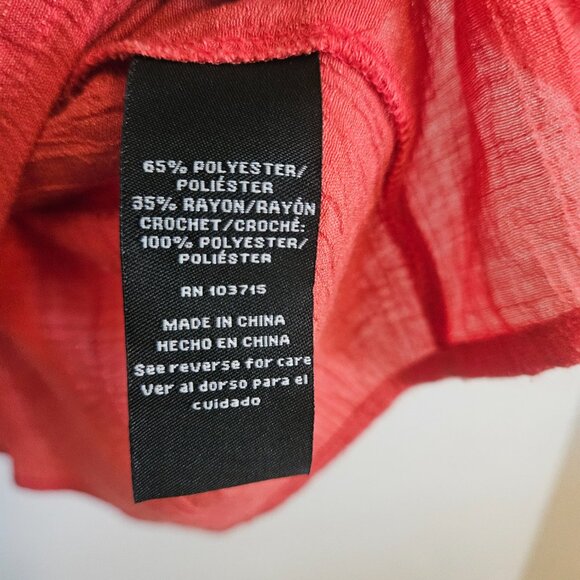 65% POLYESTER/
POLIÉSTER
35% RAYON/RAYÓN
CROCHET/CROCHÉ:
100% POLYESTER/
POLIÉSTER
RN 103715
MADE IN CHINA
HECHO EN CHINA
See reverse for care
Ver al dorso para el
cuidado